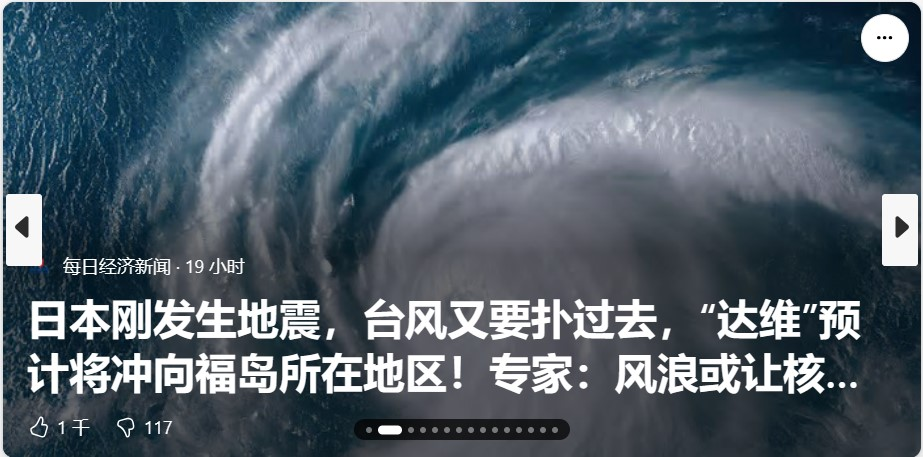 每日经济新闻 · 19 小时
日本刚发生地震，台风又要扑过去，“达维”预
计将冲向福岛所在地区！专家：风浪或让核...
1 千 117